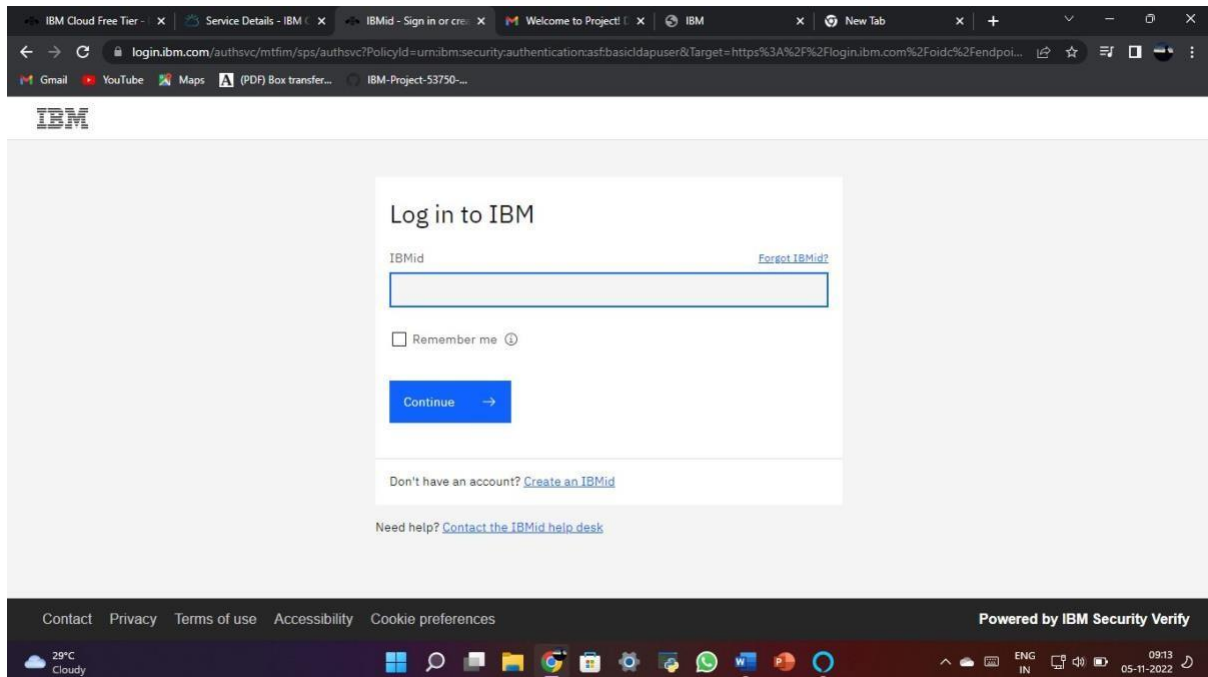 IBM Cloud Free Tier -
Service Details - IBM C
IBMid - Sign in or crea
Welcome to Project!
IBM
New Tab
login.ibm.com/authsvc/mtfim/sps/authsvc?PolicyId=urn:ibm:security:authentication:asf:basicldapuser&Target=https%3A%2F%2Flogin.ibm.com%2Foidc%2Fendpoi...
Gmail YouTube Maps (PDF) Box transfer... IBM-Project-53750-...
IBM
Log in to IBM
IBMid Forgot IBMid?
Remember me
Continue
Don't have an account? Create an IBMid
Need help? Contact the IBMid help desk
Contact Privacy Terms of use Accessibility Cookie preferences Powered by IBM Security Verify
29°C
Cloudy
ENG
IN
09:13
05-11-2022